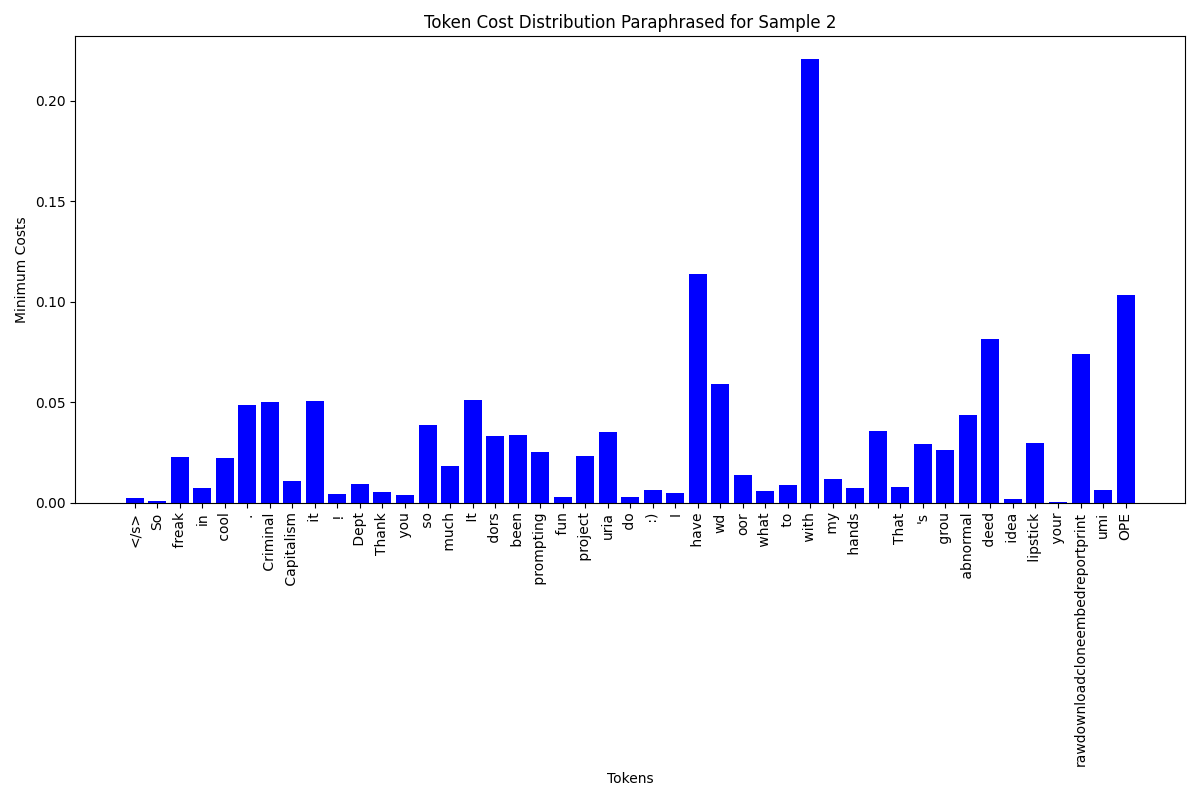 Token Cost Distribution Paraphrased for Sample 2
Minimum Costs
0.20
0.15
0.10
0.05
0.00
</s>
So
freak
in
cool
.
Criminal
Capitalism
it
!
Dept
Thank
you
so
much
It
dors
been
prompting
fun
project
uria
do
:)
I
have
wd
oor
what
to
with
my
hands
That
's
grou
abnormal
deed
idea
lipstick
your
rawdownloadcloneembedreportprint
umi
OPE
Tokens